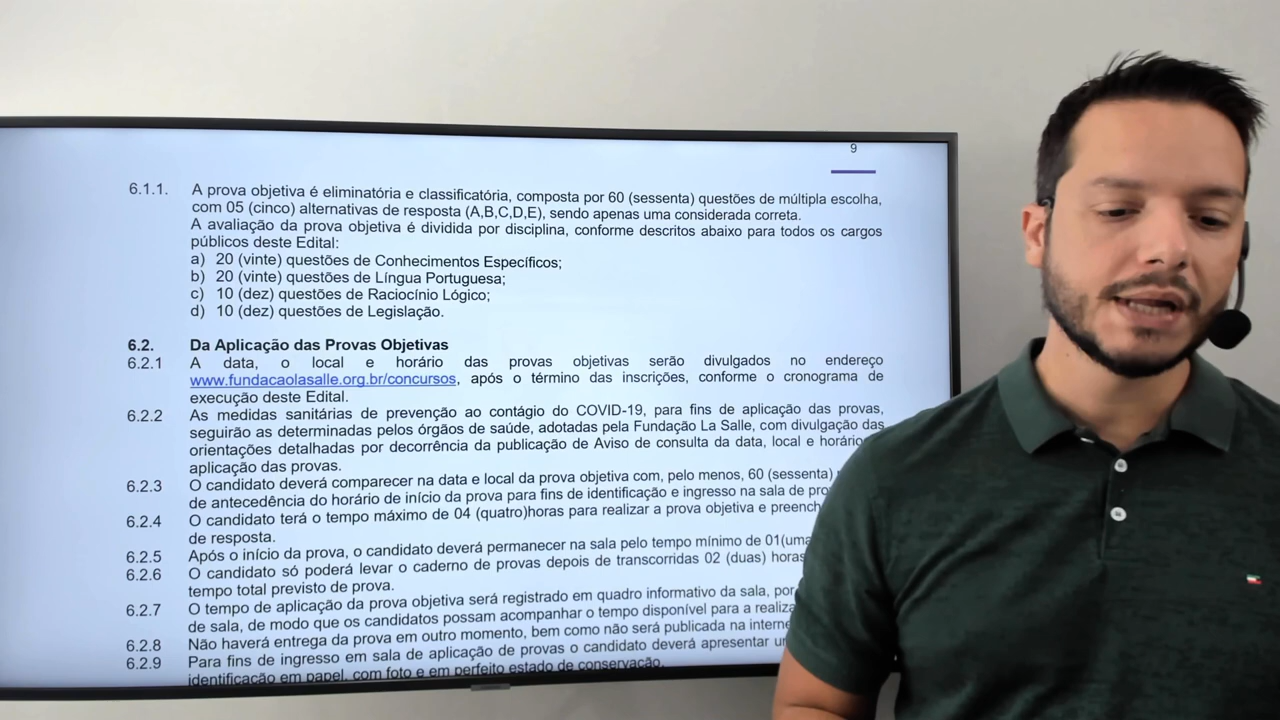 9
6.1.1. A prova objetiva é eliminatória e classificatória, composta por 60 (sessenta) questões de múltipla escolha,
com 05 (cinco) alternativas de resposta (A,B,C,D,E), sendo apenas uma considerada correta.
A avaliação da prova objetiva é dividida por disciplina, conforme descritos abaixo para todos os cargos
públicos deste Edital:
a) 20 (vinte) questões de Conhecimentos Específicos;
b) 20 (vinte) questões de Língua Portuguesa;
c) 10 (dez) questões de Raciocínio Lógico;
d) 10 (dez) questões de Legislação.
6.2. Da Aplicação das Provas Objetivas
6.2.1 A data, o local e horário das provas objetivas serão divulgados no endereço
www.fundacaolasalle.org.br/concursos, após o término das inscrições, conforme o cronograma de
execução deste Edital.
6.2.2 As medidas sanitárias de prevenção ao contágio do COVID-19, para fins de aplicação das provas,
seguirão as determinadas pelos órgãos de saúde, adotadas pela Fundação La Salle, com divulgação das
orientações detalhadas por decorrência da publicação de Aviso de consulta da data, local e horário
aplicação das provas.
6.2.3 O candidato deverá comparecer na data e local da prova objetiva com, pelo menos, 60 (sessenta)
de antecedência do horário de início da prova para fins de identificação e ingresso na sala de
6.2.4 O candidato terá o tempo máximo de 04 (quatro)horas para realizar a prova objetiva e
de resposta.
6.2.5 Após o início da prova, o candidato deverá permanecer na sala pelo tempo mínimo de 01(uma
6.2.6 O candidato só poderá levar o caderno de provas depois de transcorridas 02 (duas) horas
tempo total previsto de prova.
6.2.7 O tempo de aplicação da prova objetiva será registrado em quadro informativo da sala, por
de sala, de modo que os candidatos possam acompanhar o tempo disponível para a
6.2.8 Não haverá entrega da prova em outro momento, bem como não será publicada na
6.2.9 Para fins de ingresso em sala de aplicação de provas o candidato deverá apresentar
identificação em papel, com foto e em perfeito estado de conservação.